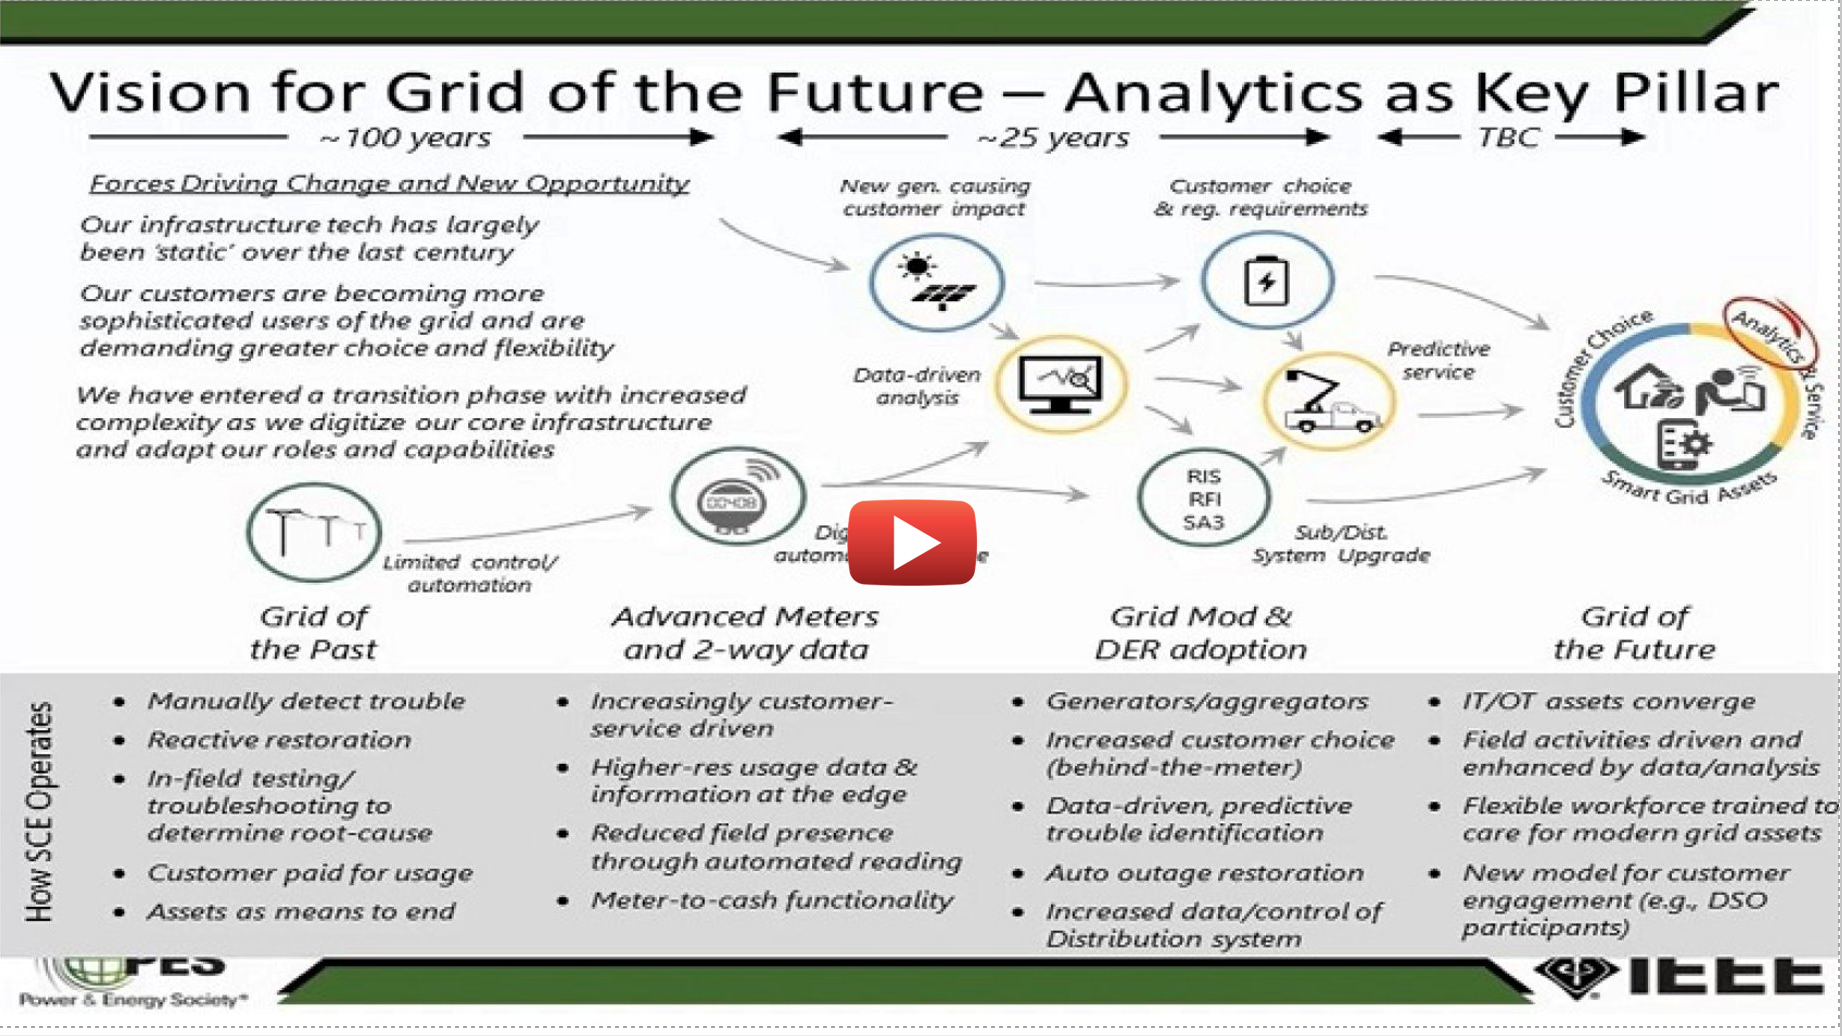 Vision for Grid of the Future – Analytics as Key Pillar
~100 years
~25 years
TBC
Forces Driving Change and New Opportunity
Our infrastructure tech has largely
been 'static' over the last century
Our customers are becoming more
sophisticated users of the grid and are
demanding greater choice and flexibility
We have entered a transition phase with increased
complexity as we digitize our core infrastructure
and adapt our roles and capabilities
New gen. causing
customer impact
Customer choice
& reg. requirements
Data-driven
analysis
Predictive
service
Customer Choice
Analytics & Service
Smart Grid Assets
00408
RIS
RFI
SA3
Limited control/
automation
Sub/Dist.
System Upgrade
Grid of
the Past
Advanced Meters
and 2-way data
Grid Mod &
DER adoption
Grid of
the Future
How SCE Operates
• Manually detect trouble
• Reactive restoration
• In-field testing/
troubleshooting to
determine root-cause
• Customer paid for usage
• Assets as means to end
• Increasingly customer-
service driven
• Higher-res usage data &
information at the edge
• Reduced field presence
through automated reading
• Meter-to-cash functionality
• Generators/aggregators
• Increased customer choice
(behind-the-meter)
• Data-driven, predictive
trouble identification
• Auto outage restoration
• Increased data/control of
Distribution system
• IT/OT assets converge
• Field activities driven and
enhanced by data/analysis
• Flexible workforce trained to
care for modern grid assets
• New model for customer
engagement (e.g., DSO
participants)
PES
Power & Energy Society®
IEEE